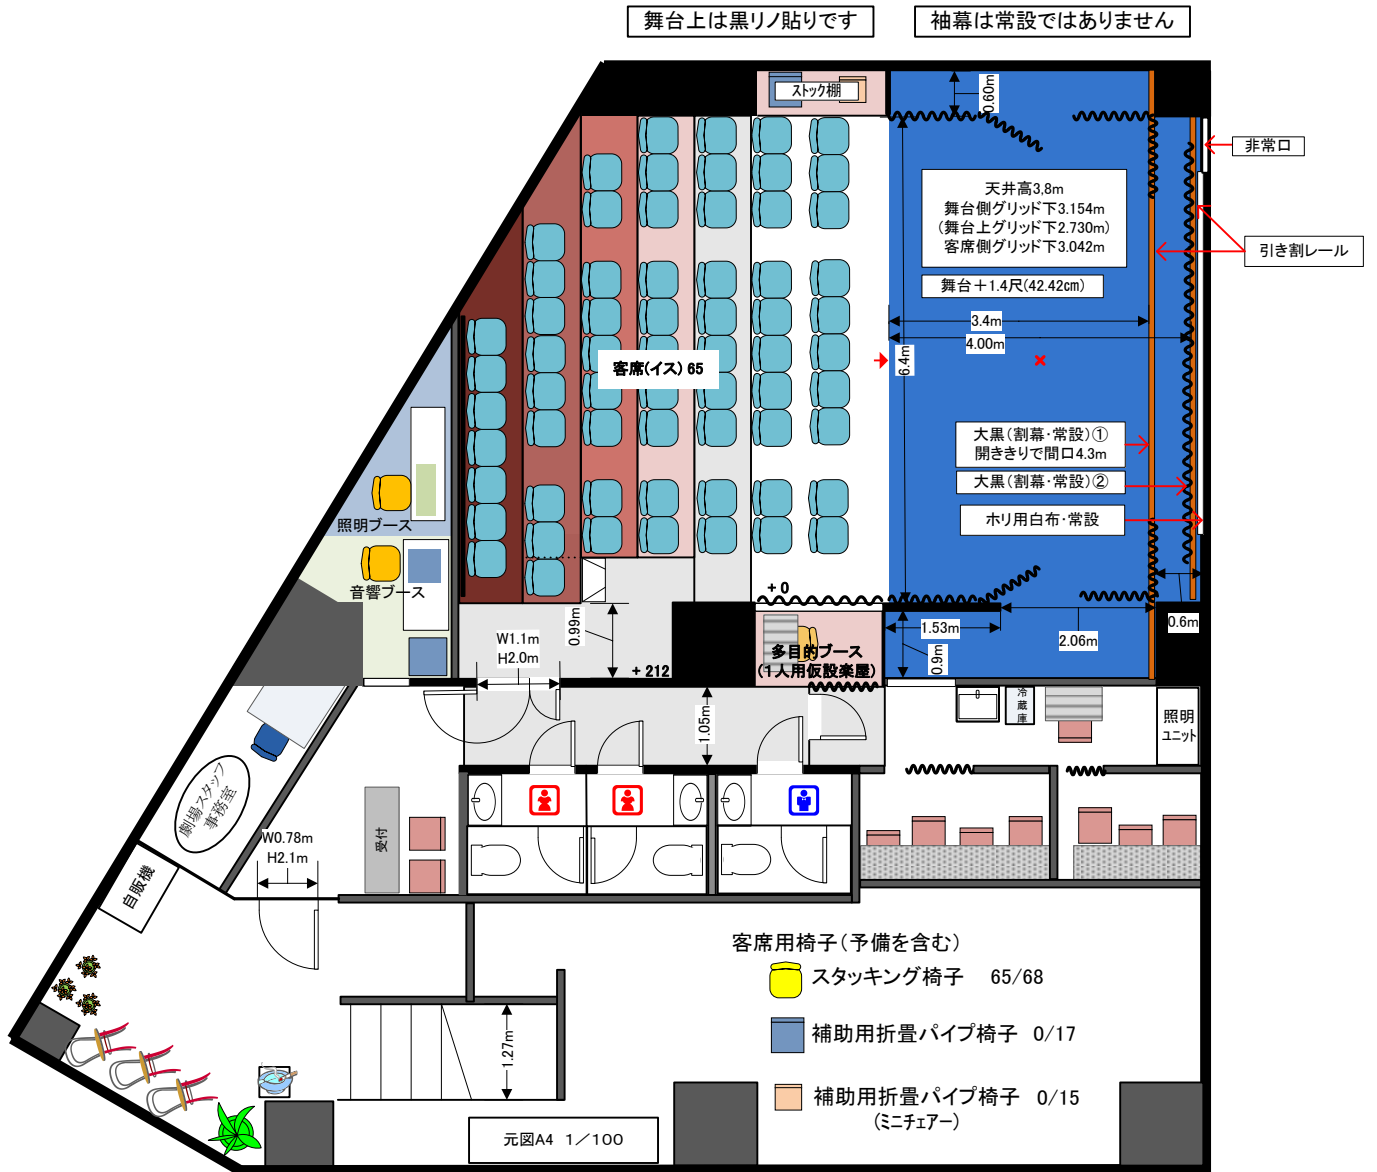 舞台上は黒リノ貼りです
袖幕は常設ではありません
ストック棚
0.60m
非常口
天井高3,8m
舞台側グリッド下3.154m
(舞台上グリッド下2.730m)
客席側グリッド下3.042m
引き割レール
舞台＋1.4尺(42.42cm)
3.4m
4.00m
6.4m
客席(イス) 65
大黒(割幕・常設)①
開ききりで間口4.3m
大黒(割幕・常設)②
ホリ用白布・常設
照明ブース
音響ブース
+ 0
0.99m
W1.1m
H2.0m
+ 212
多目的ブース
(1人用仮設楽屋)
1.53m
0.9m
2.06m
0.6m
1.05m
冷蔵庫
照明
ユニット
劇場スタッフ
事務室
受付
W0.78m
H2.1m
自販機
客席用椅子(予備を含む)
スタッキング椅子 65/68
補助用折畳パイプ椅子 0/17
補助用折畳パイプ椅子 0/15
(ミニチェアー)
1.27m
元図A4 1／100